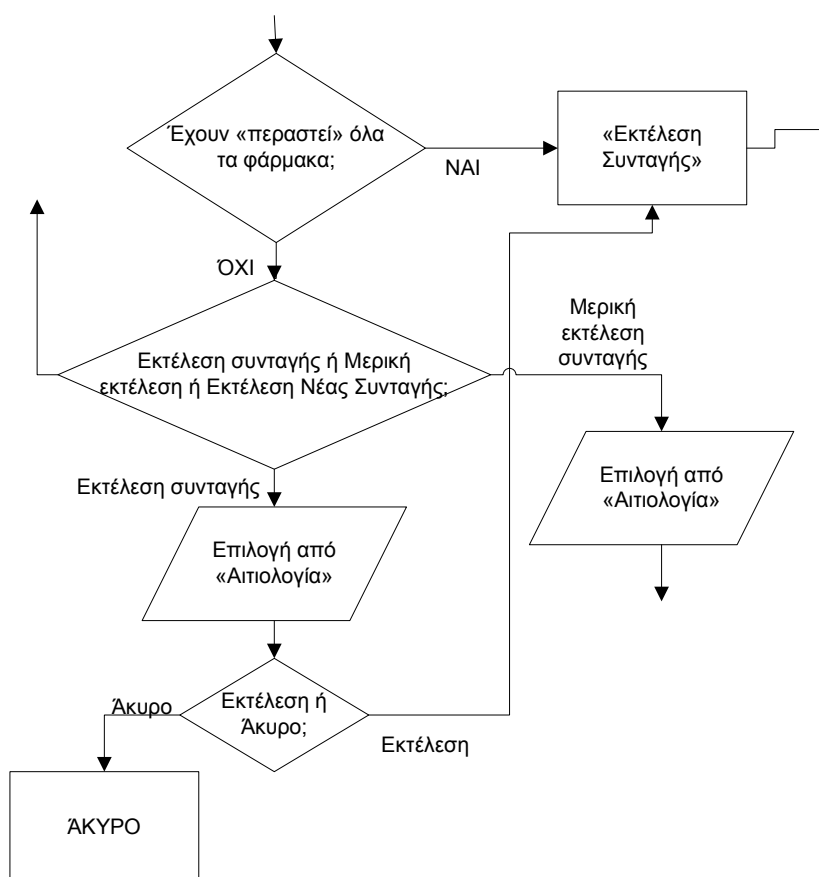 Έχουν «περαστεί» όλα
τα φάρμακα;
ΝΑΙ
«Εκτέλεση
Συνταγής»
ΌΧΙ
Μερική
εκτέλεση
συνταγής
Εκτέλεση συνταγής ή Μερική
εκτέλεση ή Εκτέλεση Νέας Συνταγής;
Εκτέλεση συνταγής
Επιλογή από
«Αιτιολογία»
Επιλογή από
«Αιτιολογία»
Εκτέλεση ή
Άκυρο;
Άκυρο
Εκτέλεση
ΆΚΥΡΟ